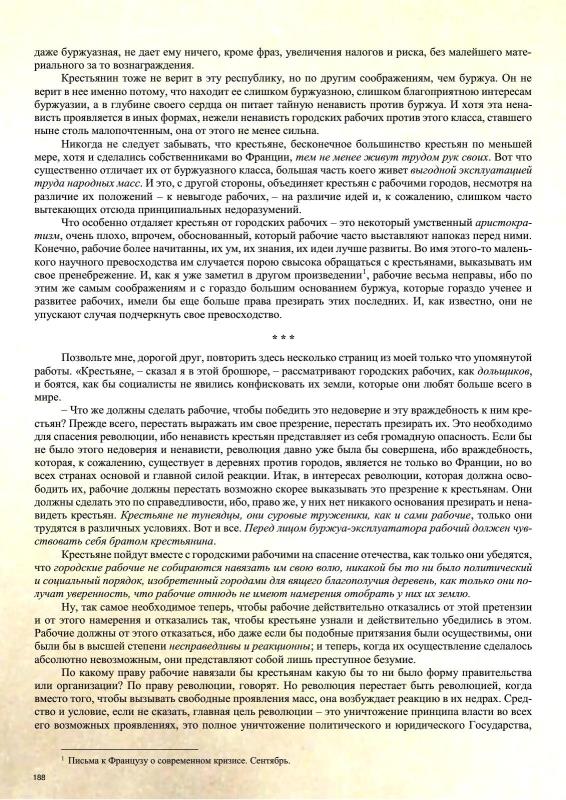 даже буржуазная, не дает ему ничего, кроме фраз, увеличения налогов и риска, без малейшего мате-
риального за то вознаграждения.
Крестьянин тоже не верит в эту республику, но по другим соображениям, чем буржуа. Он не
верит в нее именно потому, что находит ее слишком буржуазною, слишком благоприятною интересам
буржуазии, а в глубине своего сердца он питает тайную ненависть против буржуа. И хотя эта нена-
висть проявляется в иных формах, нежели ненависть городских рабочих против этого класса, ставшего
ныне столь малопочтенным, она от этого не менее сильна.
Никогда не следует забывать, что крестьяне, бесконечное большинство крестьян по меньшей
мере, хотя и сделались собственниками во Франции, тем не менее живут трудом рук своих. Вот что
существенно отличает их от буржуазного класса, большая часть коего живет выгодной эксплуатацией
труда народных масс. И это, с другой стороны, объединяет крестьян с рабочими городов, несмотря на
различие их положений – к невыгоде рабочих, – на различие идей и, к сожалению, слишком часто
вытекающих отсюда принципиальных недоразумений.
Что особенно отдаляет крестьян от городских рабочих – это некоторый умственный аристокра-
тизм, очень плохо, впрочем, обоснованный, который рабочие часто выставляют напоказ перед ними.
Конечно, рабочие более начитанны, их ум, их знания, их идеи лучше развиты. Во имя этого-то малень-
кого научного превосходства им случается порою свысока обращаться с крестьянами, выказывать им
свое пренебрежение. И, как я уже заметил в другом произведении¹, рабочие весьма неправы, ибо по
этим же самым соображениям и с гораздо большим основанием буржуа, которые гораздо ученее и
развитее рабочих, имели бы еще больше права презирать этих последних. И, как известно, они не
упускают случая подчеркнуть свое превосходство.
* * *
Позвольте мне, дорогой друг, повторить здесь несколько страниц из моей только что упомянутой
работы. «Крестьяне, – сказал я в этой брошюре, – рассматривают городских рабочих, как дольщиков,
и боятся, как бы социалисты не явились конфисковать их земли, которые они любят больше всего в
мире.
– Что же должны сделать рабочие, чтобы победить это недоверие и эту враждебность к ним кре-
стьян? Прежде всего, перестать выражать им свое презрение, перестать презирать их. Это необходимо
для спасения революции, ибо ненависть крестьян представляет из себя громадную опасность. Если бы
не было этого недоверия и ненависти, революция давно уже была бы совершена, ибо враждебность,
которая, к сожалению, существует в деревнях против городов, является не только во Франции, но во
всех странах основой и главной силой реакции. Итак, в интересах революции, которая должна осво-
бодить их, рабочие должны перестать возможно скорее выказывать это презрение к крестьянам. Они
должны сделать это по справедливости, ибо, право же, у них нет никакого основания презирать и нена-
видеть крестьян. Крестьяне не тунеядцы, они суровые труженики, как и сами рабочие, только они
трудятся в различных условиях. Вот и все. Перед лицом буржуа-эксплуататора рабочий должен чув-
ствовать себя братом крестьянина.
Крестьяне пойдут вместе с городскими рабочими на спасение отечества, как только они убедятся,
что городские рабочие не собираются навязать им свою волю, никакой бы то ни было политический
и социальный порядок, изобретенный городами для вящего благополучия деревень, как только они по-
лучат уверенность, что рабочие отнюдь не имеют намерения отобрать у них их землю.
Ну, так самое необходимое теперь, чтобы рабочие действительно отказались от этой претензии
и от этого намерения и отказались так, чтобы крестьяне узнали и действительно убедились в этом.
Рабочие должны от этого отказаться, ибо даже если бы подобные притязания были осуществимы, они
были бы в высшей степени несправедливы и реакционны; и теперь, когда их осуществление сделалось
абсолютно невозможным, они представляют собой лишь преступное безумие.
По какому праву рабочие навязали бы крестьянам какую бы то ни было форму правительства
или организации? По праву революции, говорят. Но революция перестает быть революцией, когда
вместо того, чтобы вызывать свободные проявления масс, она возбуждает реакцию в их недрах. Сред-
ство и условие, если не сказать, главная цель революции – это уничтожение принципа власти во всех
его возможных проявлениях, это полное уничтожение политического и юридического Государства,
¹ Письма к Французу о современном кризисе. Сентябрь.
188